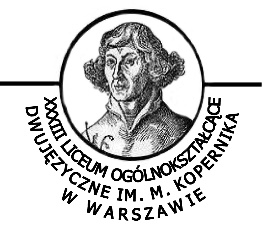 XXXIII LICEUM OGÓLNOKSZTAŁCĄCE
DWUJĘZYCZNE IM. M. KOPERNIKA
W WARSZAWIE